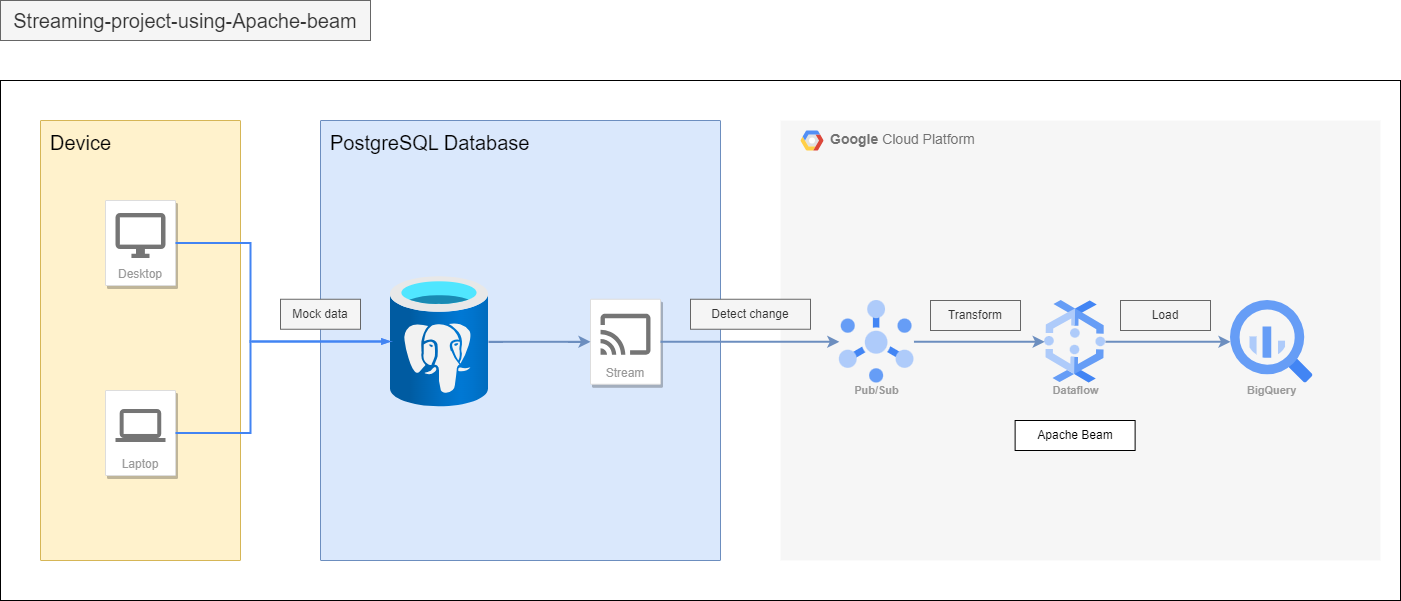 Streaming-project-using-Apache-beam
Device
PostgreSQL Database
Google Cloud Platform
Desktop
Mock data
Detect change
Transform
Load
Stream
Pub/Sub
Dataflow
BigQuery
Apache Beam
Laptop